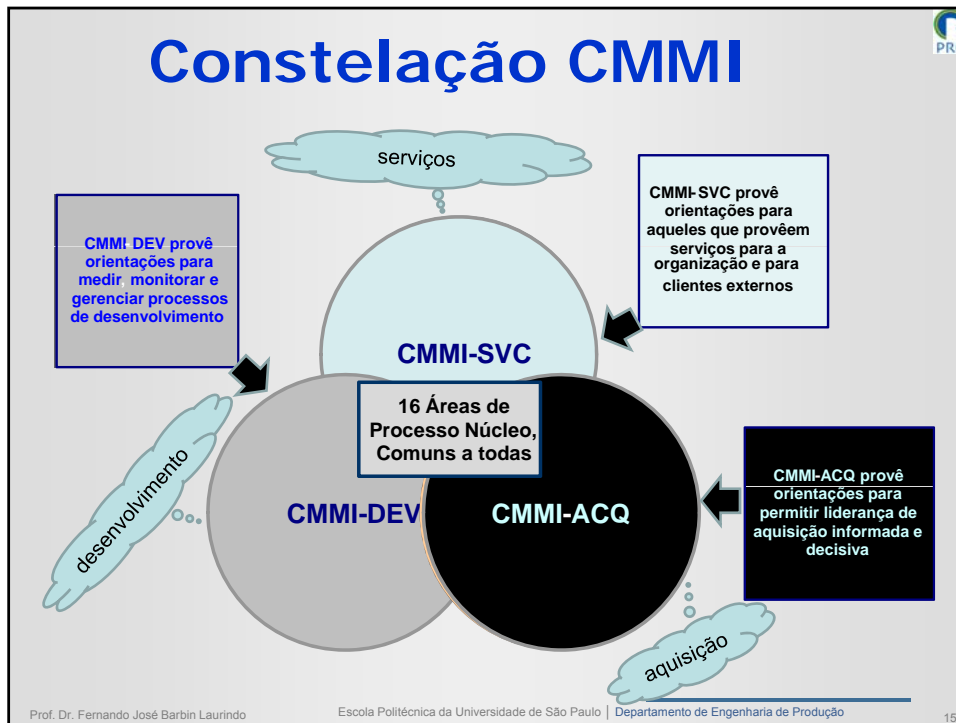 Constelação CMMI
PR
serviços
CMMI-SVC provê
orientações para
aqueles que provêem
serviços para a
organização e para
clientes externos
CMMI-DEV provê
orientações para
medir, monitorar e
gerenciar processos
de desenvolvimento
CMMI-SVC
16 Áreas de
Processo Núcleo,
Comuns a todas
desenvolvimento
CMMI-DEV
CMMI-ACQ
CMMI-ACQ provê
orientações para
permitir liderança de
aquisição informada e
decisiva
aquisição
Prof. Dr. Fernando José Barbin Laurindo
Escola Politécnica da Universidade de São Paulo | Departamento de Engenharia de Produção
15